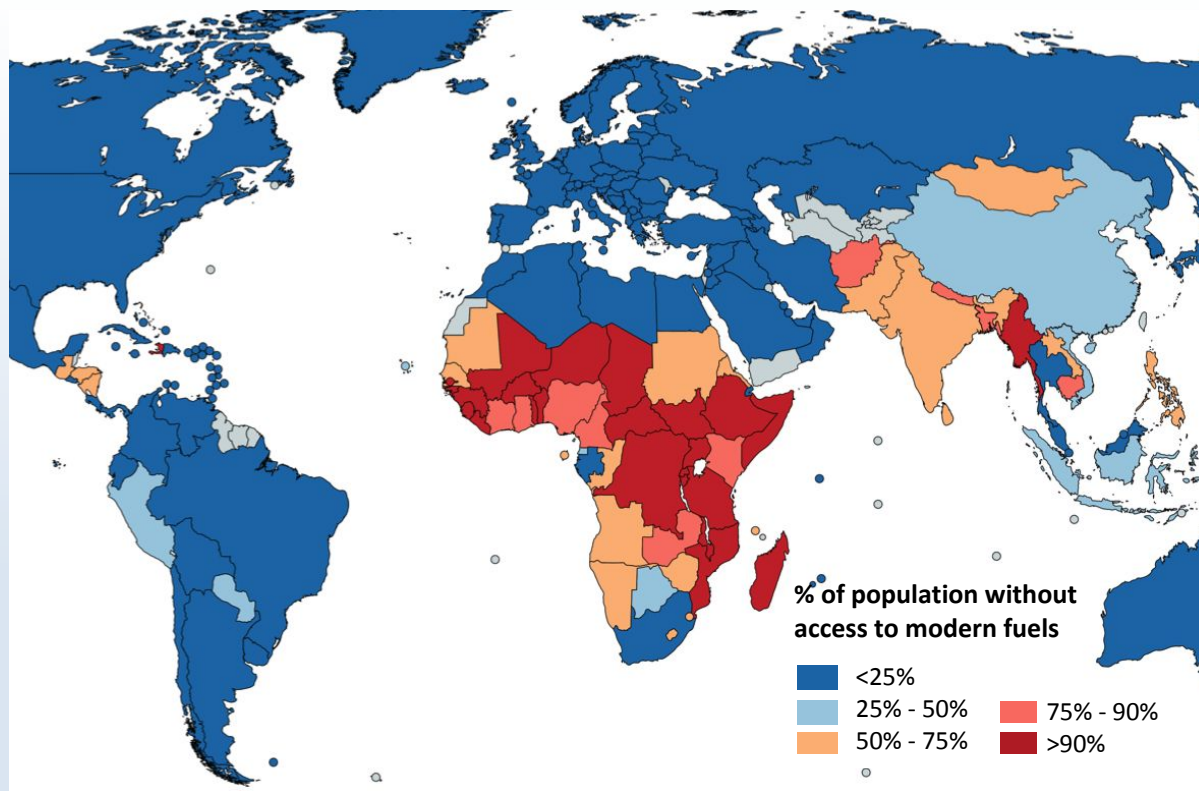 % of population without
access to modern fuels
<25%
25% - 50%
50% - 75%
75% - 90%
>90%